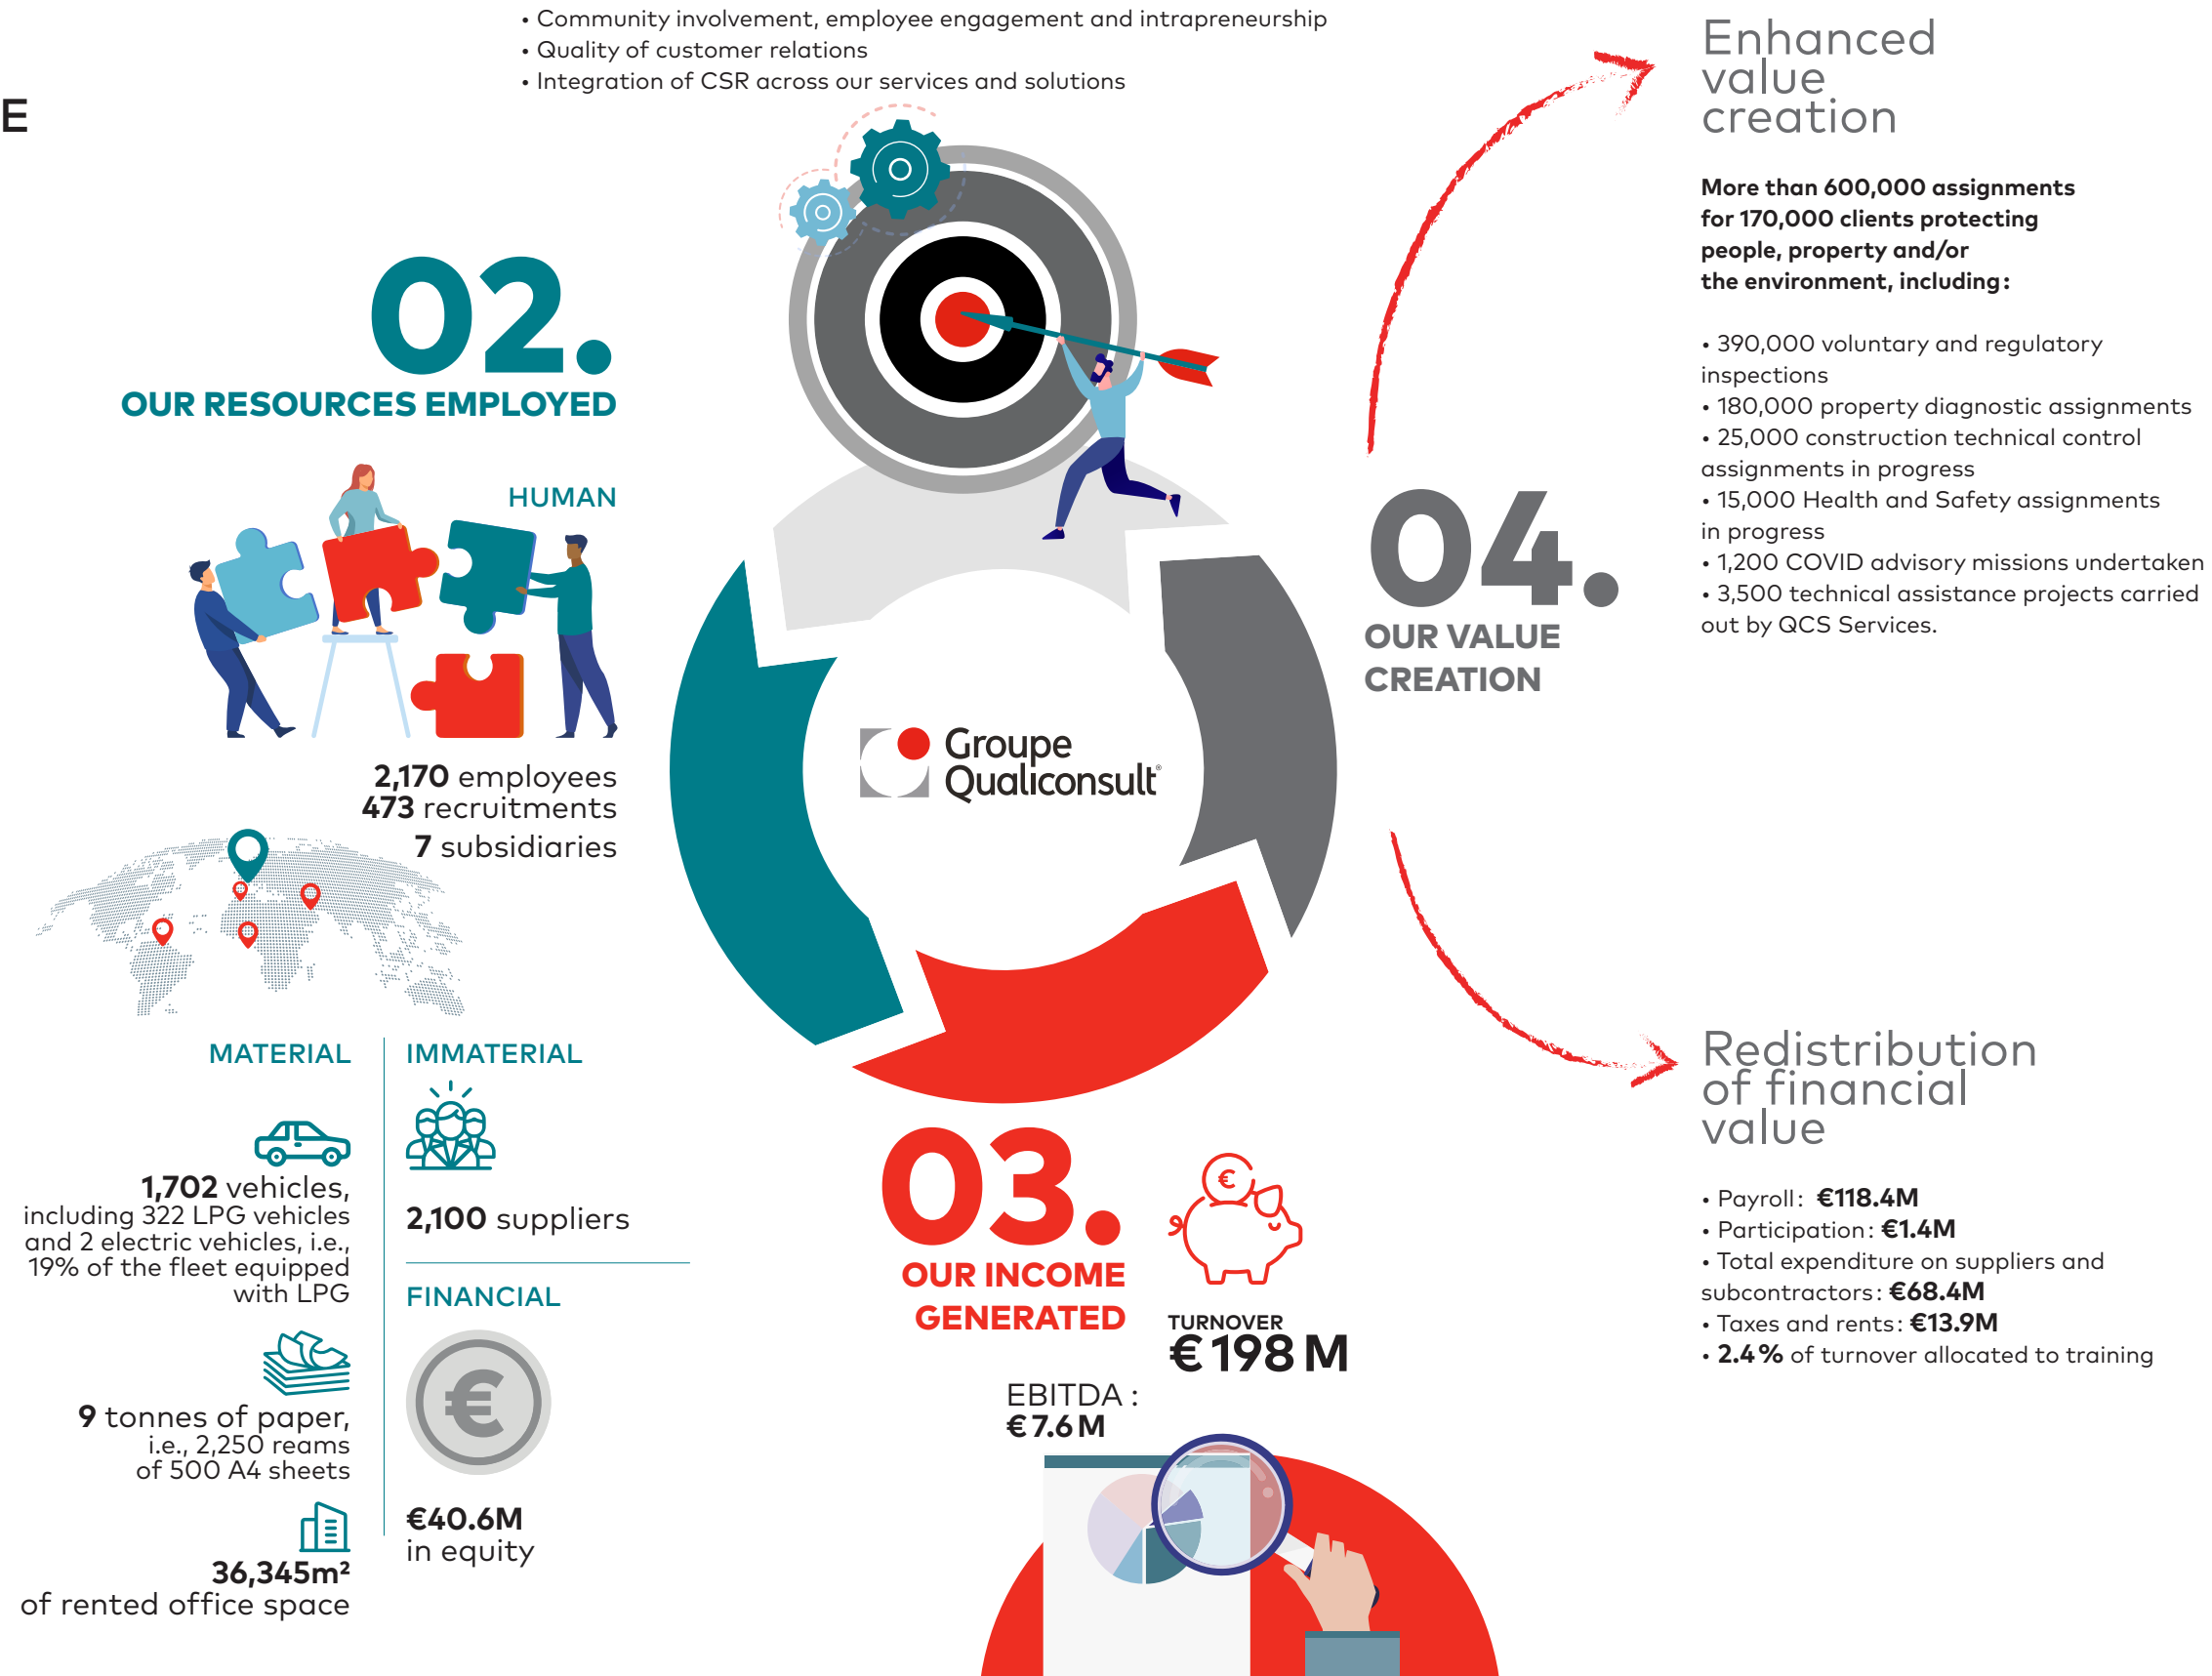 • Community involvement, employee engagement and intrapreneurship
• Quality of customer relations
• Integration of CSR across our services and solutions
E
02.
OUR RESOURCES EMPLOYED
HUMAN
2,170 employees
473 recruitments
7 subsidiaries
MATERIAL
1,702 vehicles,
including 322 LPG vehicles
and 2 electric vehicles, i.e.,
19% of the fleet equipped
with LPG
9 tonnes of paper,
i.e., 2,250 reams
of 500 A4 sheets
36,345m²
of rented office space
IMMATERIAL
2,100 suppliers
FINANCIAL
€
€40.6M
in equity
Groupe
Qualiconsult®
03.
OUR INCOME
GENERATED
€
TURNOVER
€198 M
EBITDA :
€7.6 M
04.
OUR VALUE
CREATION
Enhanced
value
creation
More than 600,000 assignments
for 170,000 clients protecting
people, property and/or
the environment, including:
• 390,000 voluntary and regulatory
inspections
• 180,000 property diagnostic assignments
• 25,000 construction technical control
assignments in progress
• 15,000 Health and Safety assignments
in progress
• 1,200 COVID advisory missions undertaken
• 3,500 technical assistance projects carried
out by QCS Services.
Redistribution
of financial
value
• Payroll: €118.4M
• Participation: €1.4M
• Total expenditure on suppliers and
subcontractors: €68.4M
• Taxes and rents: €13.9M
• 2.4% of turnover allocated to training